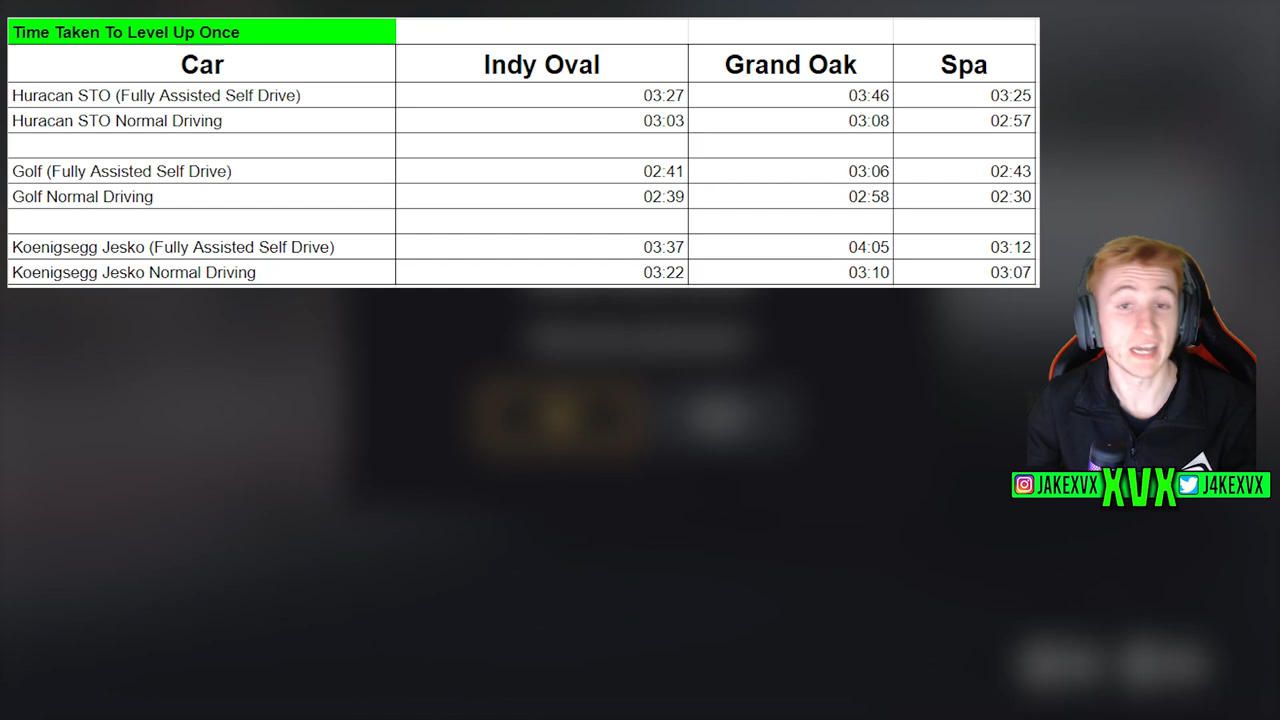 Time Taken To Level Up Once
Car Indy Oval Grand Oak Spa
Huracan STO (Fully Assisted Self Drive) 03:27 03:46 03:25
Huracan STO Normal Driving 03:03 03:08 02:57
Golf (Fully Assisted Self Drive) 02:41 03:06 02:43
Golf Normal Driving 02:39 02:58 02:30
Koenigsegg Jesko (Fully Assisted Self Drive) 03:37 04:05 03:12
Koenigsegg Jesko Normal Driving 03:22 03:10 03:07
JAKEXVX XVX J4KEXVX